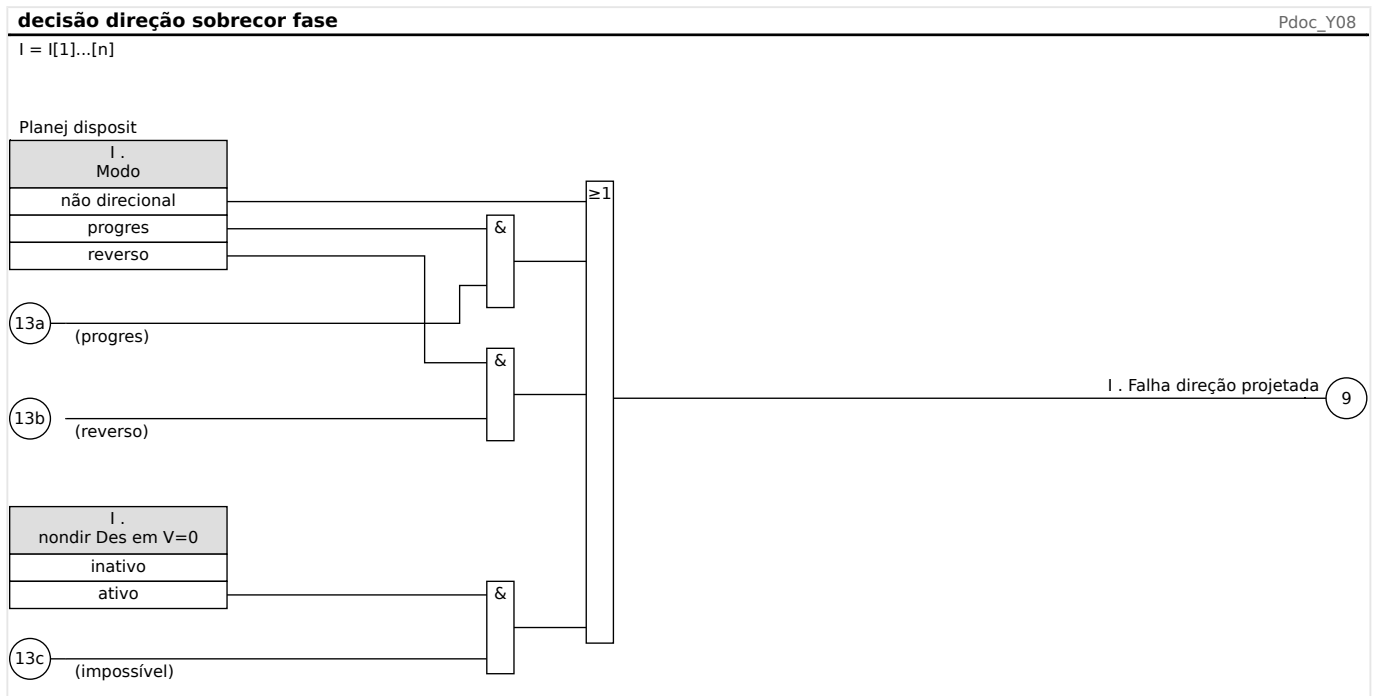 decisão direção sobrecor fase
Pdoc_Y08
I = I[1]...[n]
Planej disposit
I .
Modo
não direcional
progres
reverso
≥1
&
13a
(progres)
&
13b
(reverso)
I . Falha direção projetada
9
I .
nondir Des em V=0
inativo
ativo
&
13c
(impossível)